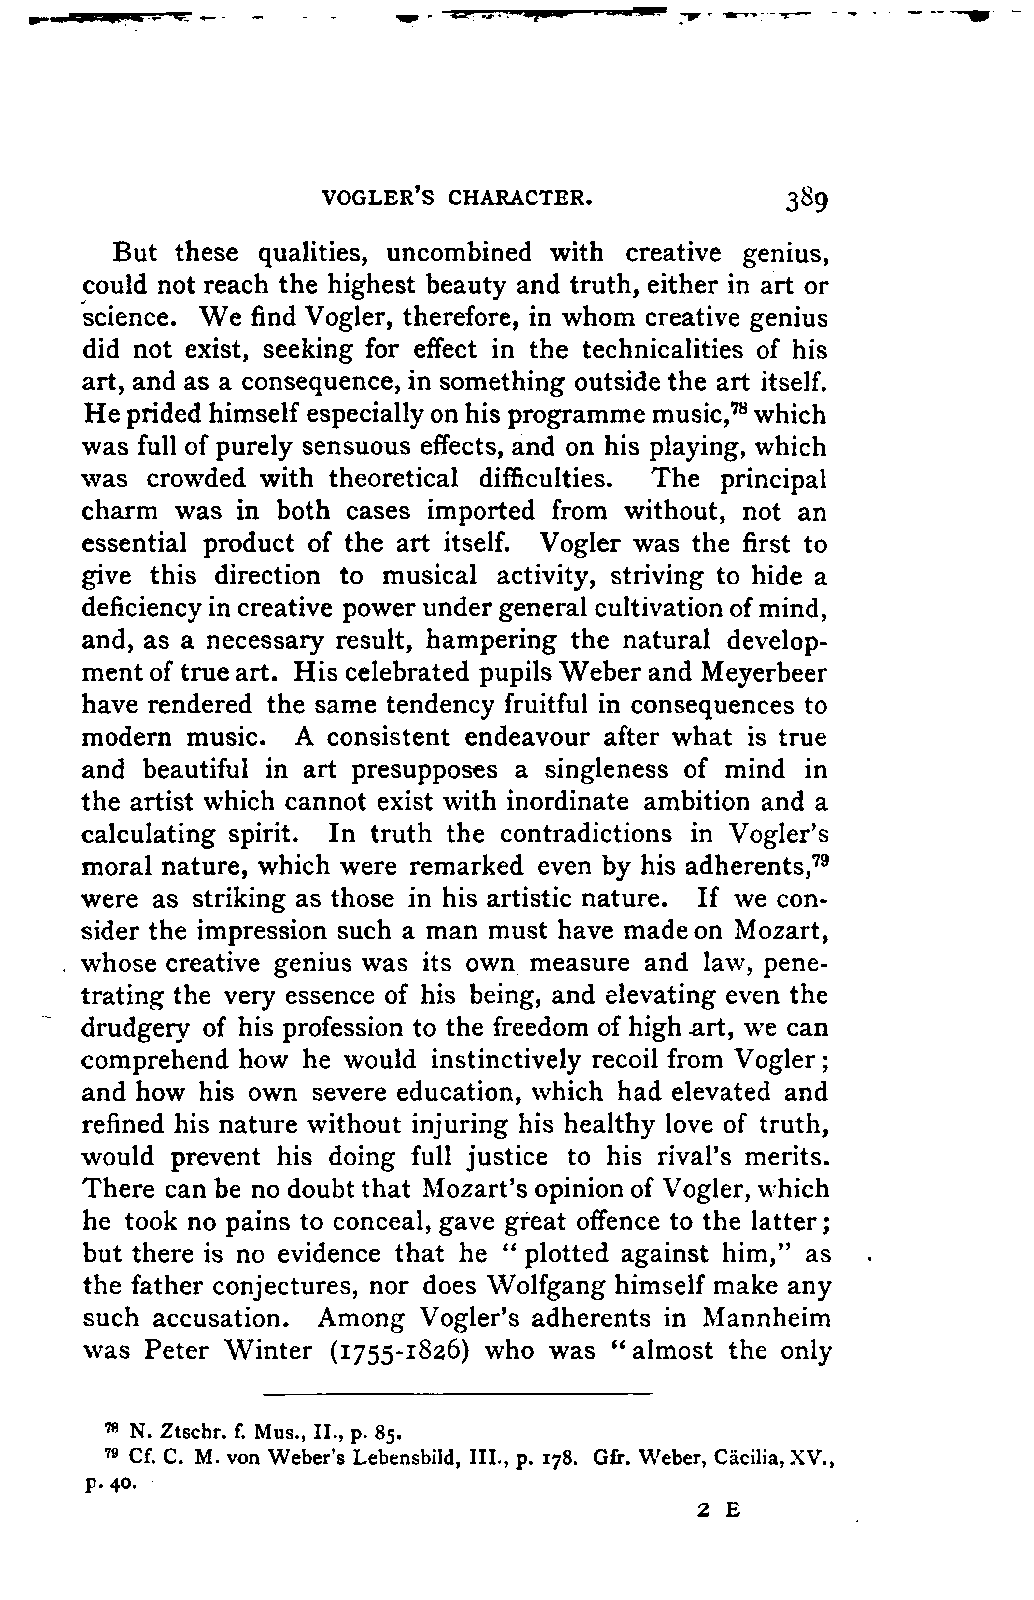 VOGLER'S CHARACTER. 389
But these qualities, uncombined with creative genius,
could not reach the highest beauty and truth, either in art or
science. We find Vogler, therefore, in whom creative genius
did not exist, seeking for effect in the technicalities of his
art, and as a consequence, in something outside the art itself.
He prided himself especially on his programme music,⁷⁸ which
was full of purely sensuous effects, and on his playing, which
was crowded with theoretical difficulties. The principal
charm was in both cases imported from without, not an
essential product of the art itself. Vogler was the first to
give this direction to musical activity, striving to hide a
deficiency in creative power under general cultivation of mind,
and, as a necessary result, hampering the natural develop-
ment of true art. His celebrated pupils Weber and Meyerbeer
have rendered the same tendency fruitful in consequences to
modern music. A consistent endeavour after what is true
and beautiful in art presupposes a singleness of mind in
the artist which cannot exist with inordinate ambition and a
calculating spirit. In truth the contradictions in Vogler's
moral nature, which were remarked even by his adherents,⁷⁹
were as striking as those in his artistic nature. If we con-
sider the impression such a man must have made on Mozart,
whose creative genius was its own measure and law, pene-
trating the very essence of his being, and elevating even the
drudgery of his profession to the freedom of high art, we can
comprehend how he would instinctively recoil from Vogler;
and how his own severe education, which had elevated and
refined his nature without injuring his healthy love of truth,
would prevent his doing full justice to his rival's merits.
There can be no doubt that Mozart's opinion of Vogler, which
he took no pains to conceal, gave great offence to the latter;
but there is no evidence that he "plotted against him," as
the father conjectures, nor does Wolfgang himself make any
such accusation. Among Vogler's adherents in Mannheim
was Peter Winter (1755-1826) who was "almost the only
⁷⁸ N. Ztschr. f. Mus., II., p. 85.
⁷⁹ Cf. C. M. von Weber's Lebensbild, III., p. 178. Gfr. Weber, Cäcilia, XV.,
p. 40.
2 E